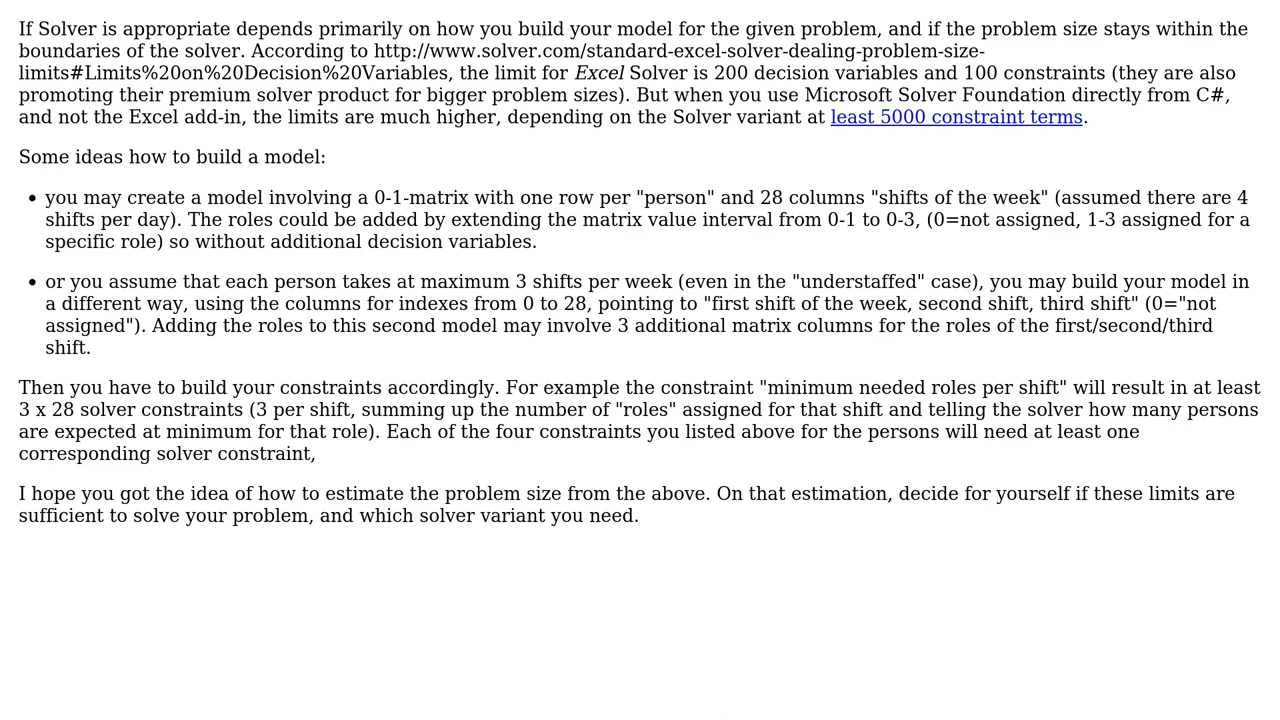 If Solver is appropriate depends primarily on how you build your model for the given problem, and if the problem size stays within the
boundaries of the solver. According to http://www.solver.com/standard-excel-solver-dealing-problem-size-
limits#Limits%20on%20Decision%20Variables, the limit for Excel Solver is 200 decision variables and 100 constraints (they are also
promoting their premium solver product for bigger problem sizes). But when you use Microsoft Solver Foundation directly from C#,
and not the Excel add-in, the limits are much higher, depending on the Solver variant at least 5000 constraint terms.
Some ideas how to build a model:
• you may create a model involving a 0-1-matrix with one row per "person" and 28 columns "shifts of the week" (assumed there are 4
shifts per day). The roles could be added by extending the matrix value interval from 0-1 to 0-3, (0=not assigned, 1-3 assigned for a
specific role) so without additional decision variables.
• or you assume that each person takes at maximum 3 shifts per week (even in the "understaffed" case), you may build your model in
a different way, using the columns for indexes from 0 to 28, pointing to "first shift of the week, second shift, third shift" (0="not
assigned"). Adding the roles to this second model may involve 3 additional matrix columns for the roles of the first/second/third
shift.
Then you have to build your constraints accordingly. For example the constraint "minimum needed roles per shift" will result in at least
3 x 28 solver constraints (3 per shift, summing up the number of "roles" assigned for that shift and telling the solver how many persons
are expected at minimum for that role). Each of the four constraints you listed above for the persons will need at least one
corresponding solver constraint,
I hope you got the idea of how to estimate the problem size from the above. On that estimation, decide for yourself if these limits are
sufficient to solve your problem, and which solver variant you need.